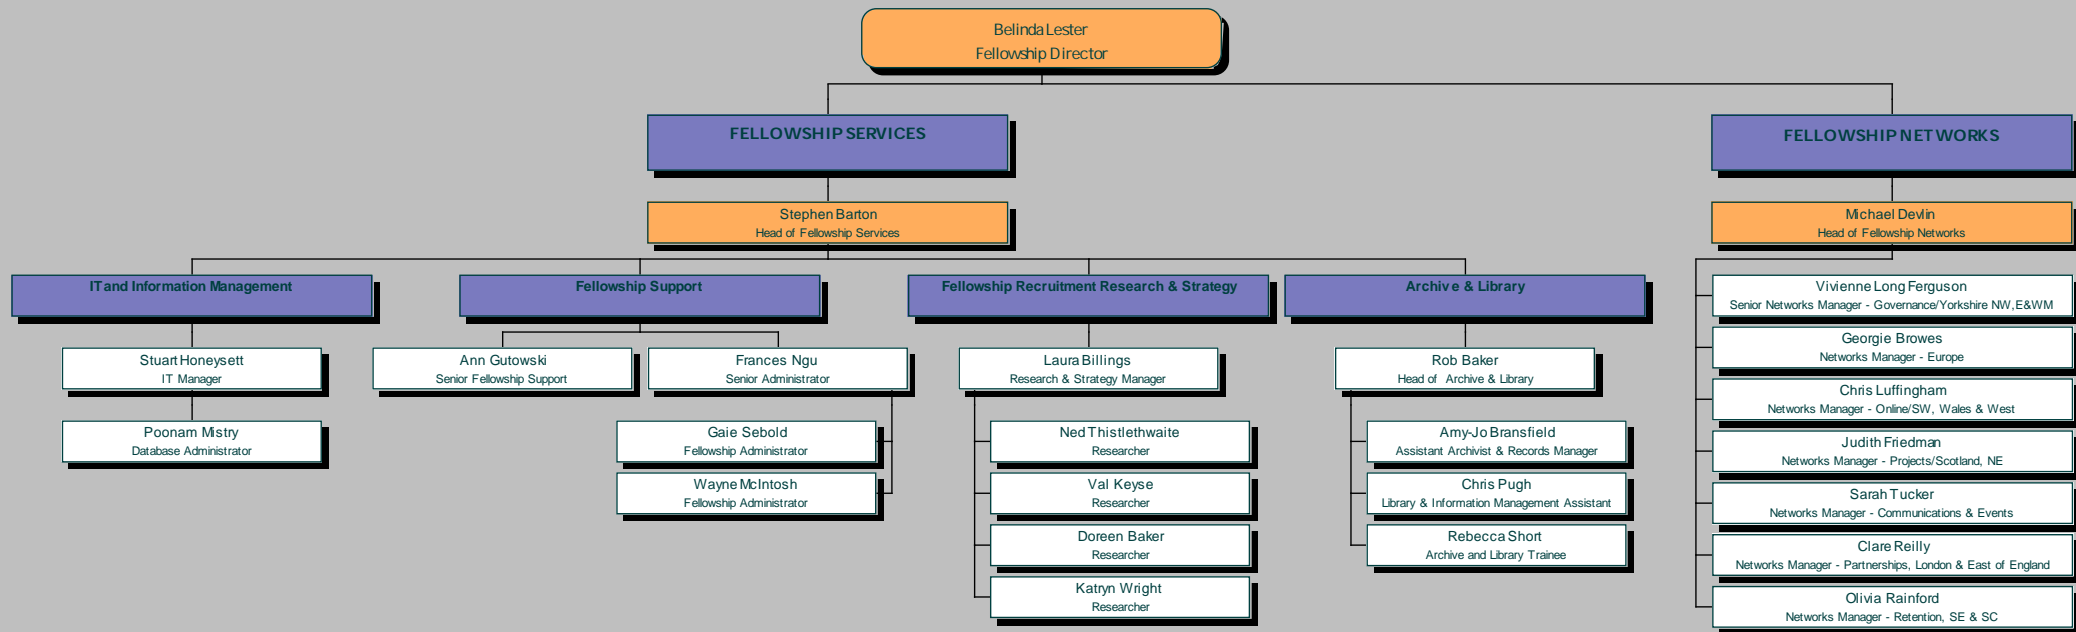 Belinda Lester
Fellowship Director
FELLOWSHIP SERVICES
FELLOWSHIP NETWORKS
Stephen Barton
Head of Fellowship Services
Michael Devlin
Head of Fellowship Networks
IT and Information Management
Fellowship Support
Fellowship Recruitment Research & Strategy
Archive & Library
Stuart Honeysett
IT Manager
Poonam Mistry
Database Administrator
Ann Gutowski
Senior Fellowship Support
Frances Ngu
Senior Administrator
Gaie Sebold
Fellowship Administrator
Wayne McIntosh
Fellowship Administrator
Laura Billings
Research & Strategy Manager
Ned Thistlethwaite
Researcher
Val Keyse
Researcher
Doreen Baker
Researcher
Katryn Wright
Researcher
Rob Baker
Head of Archive & Library
Amy-Jo Bransfield
Assistant Archivist & Records Manager
Chris Pugh
Library & Information Management Assistant
Rebecca Short
Archive and Library Trainee
Vivienne Long Ferguson
Senior Networks Manager - Governance/Yorkshire NW,E&WM
Georgie Browes
Networks Manager - Europe
Chris Luffingham
Networks Manager - Online/SW, Wales & West
Judith Friedman
Networks Manager - Projects/Scotland, NE
Sarah Tucker
Networks Manager - Communications & Events
Clare Reilly
Networks Manager - Partnerships, London & East of England
Olivia Rainford
Networks Manager - Retention, SE & SC